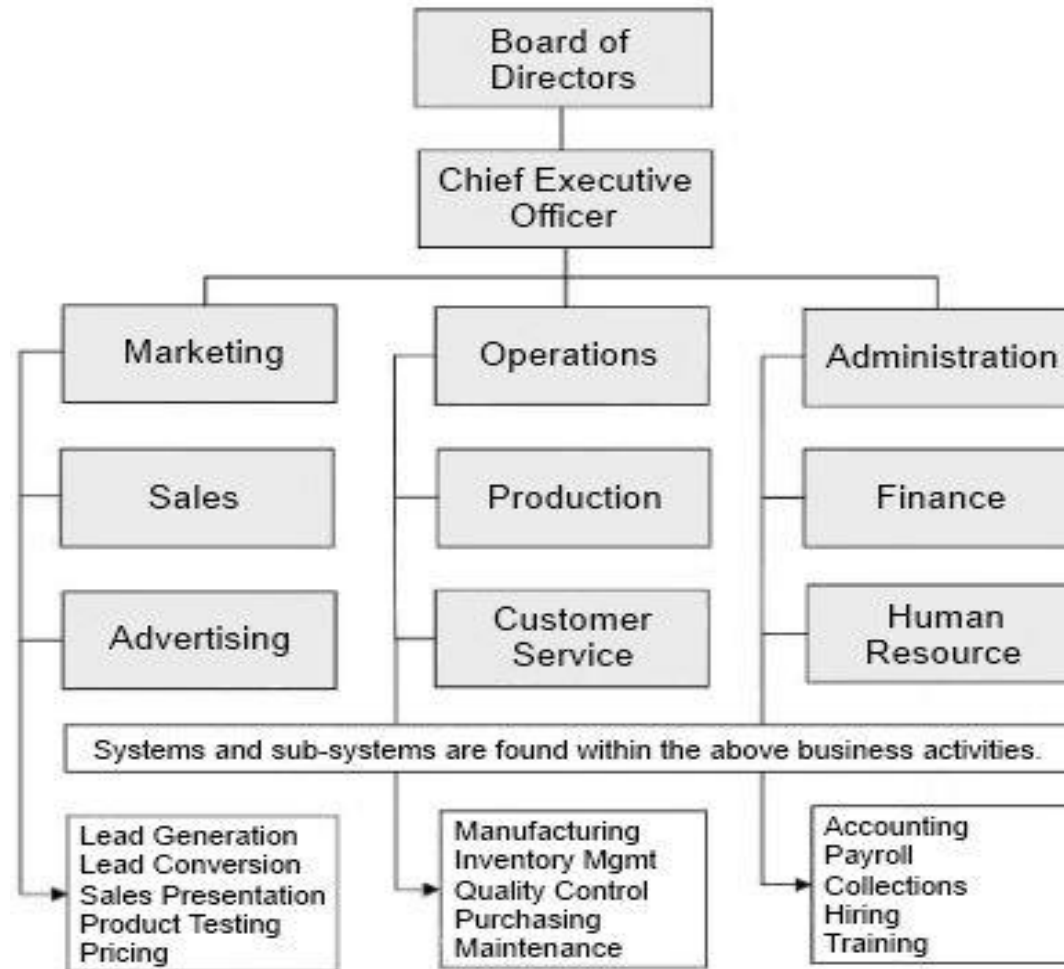 Board of
Directors
Chief Executive
Officer
Marketing
Operations
Administration
Sales
Production
Finance
Advertising
Customer
Service
Human
Resource
Systems and sub-systems are found within the above business activities.
Lead Generation
Lead Conversion
Sales Presentation
Product Testing
Pricing
Manufacturing
Inventory Mgmt
Quality Control
Purchasing
Maintenance
Accounting
Payroll
Collections
Hiring
Training